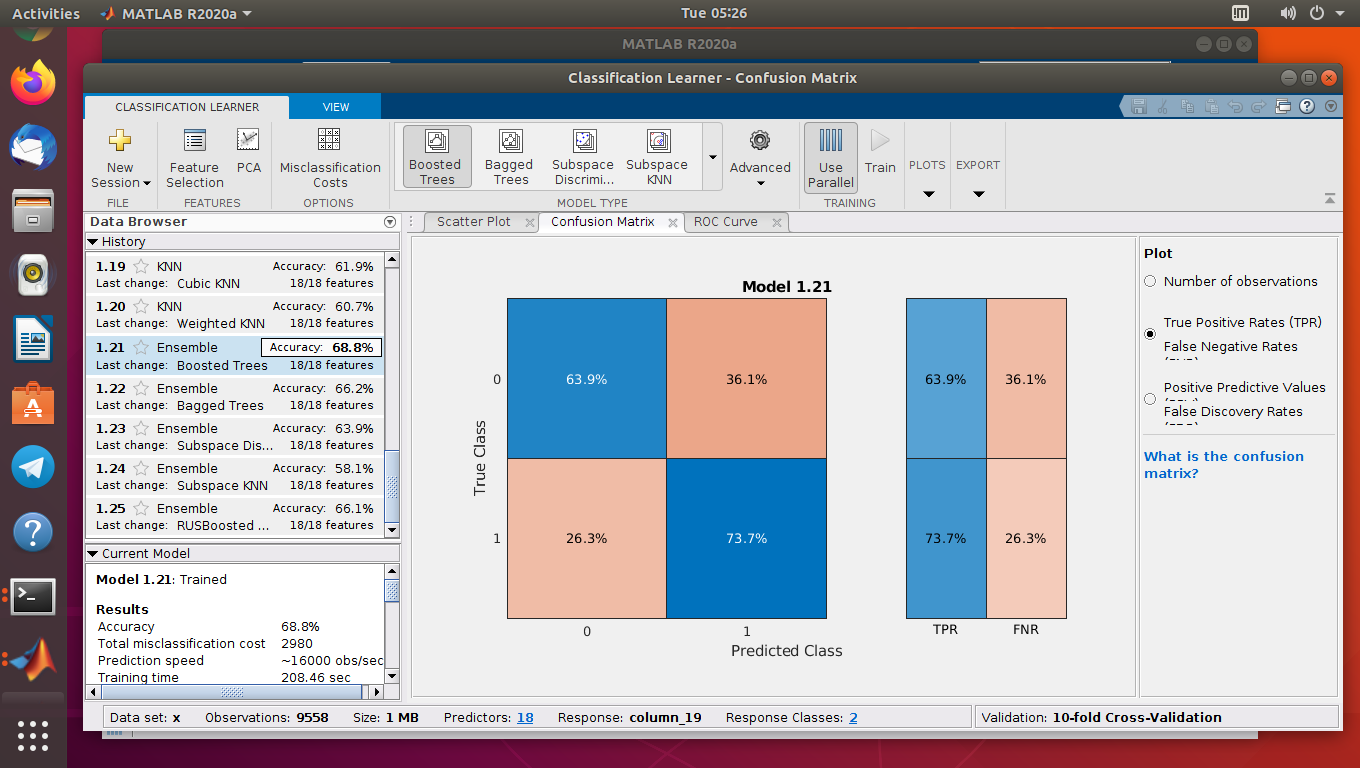 Activities MATLAB R2020a Tue 05:26
MATLAB R2020a
Classification Learner - Confusion Matrix
CLASSIFICATION LEARNER VIEW
New Session
FILE
Feature Selection
PCA
FEATURES
Misclassification Costs
OPTIONS
Boosted Trees
Bagged Trees
Subspace Discrimi...
Subspace KNN
MODEL TYPE
Advanced
Use Parallel
Train
TRAINING
PLOTS
EXPORT
Data Browser
History
1.19 KNN Accuracy: 61.9%
Last change: Cubic KNN 18/18 features
1.20 KNN Accuracy: 60.7%
Last change: Weighted KNN 18/18 features
1.21 Ensemble Accuracy: 68.8%
Last change: Boosted Trees 18/18 features
1.22 Ensemble Accuracy: 66.2%
Last change: Bagged Trees 18/18 features
1.23 Ensemble Accuracy: 63.9%
Last change: Subspace Dis... 18/18 features
1.24 Ensemble Accuracy: 58.1%
Last change: Subspace KNN 18/18 features
1.25 Ensemble Accuracy: 66.1%
Last change: RUSBoosted ... 18/18 features
Current Model
Model 1.21: Trained
Results
Accuracy 68.8%
Total misclassification cost 2980
Prediction speed ~16000 obs/sec
Training time 208.46 sec
Scatter Plot Confusion Matrix ROC Curve
Model 1.21
True Class
0 63.9% 36.1% 63.9% 36.1%
1 26.3% 73.7% 73.7% 26.3%
0 1 TPR FNR
Predicted Class
Plot
Number of observations
True Positive Rates (TPR)
False Negative Rates
Positive Predictive Values
False Discovery Rates
What is the confusion
matrix?
Data set: x Observations: 9558 Size: 1 MB Predictors: 18 Response: column_19 Response Classes: 2 Validation: 10-fold Cross-Validation